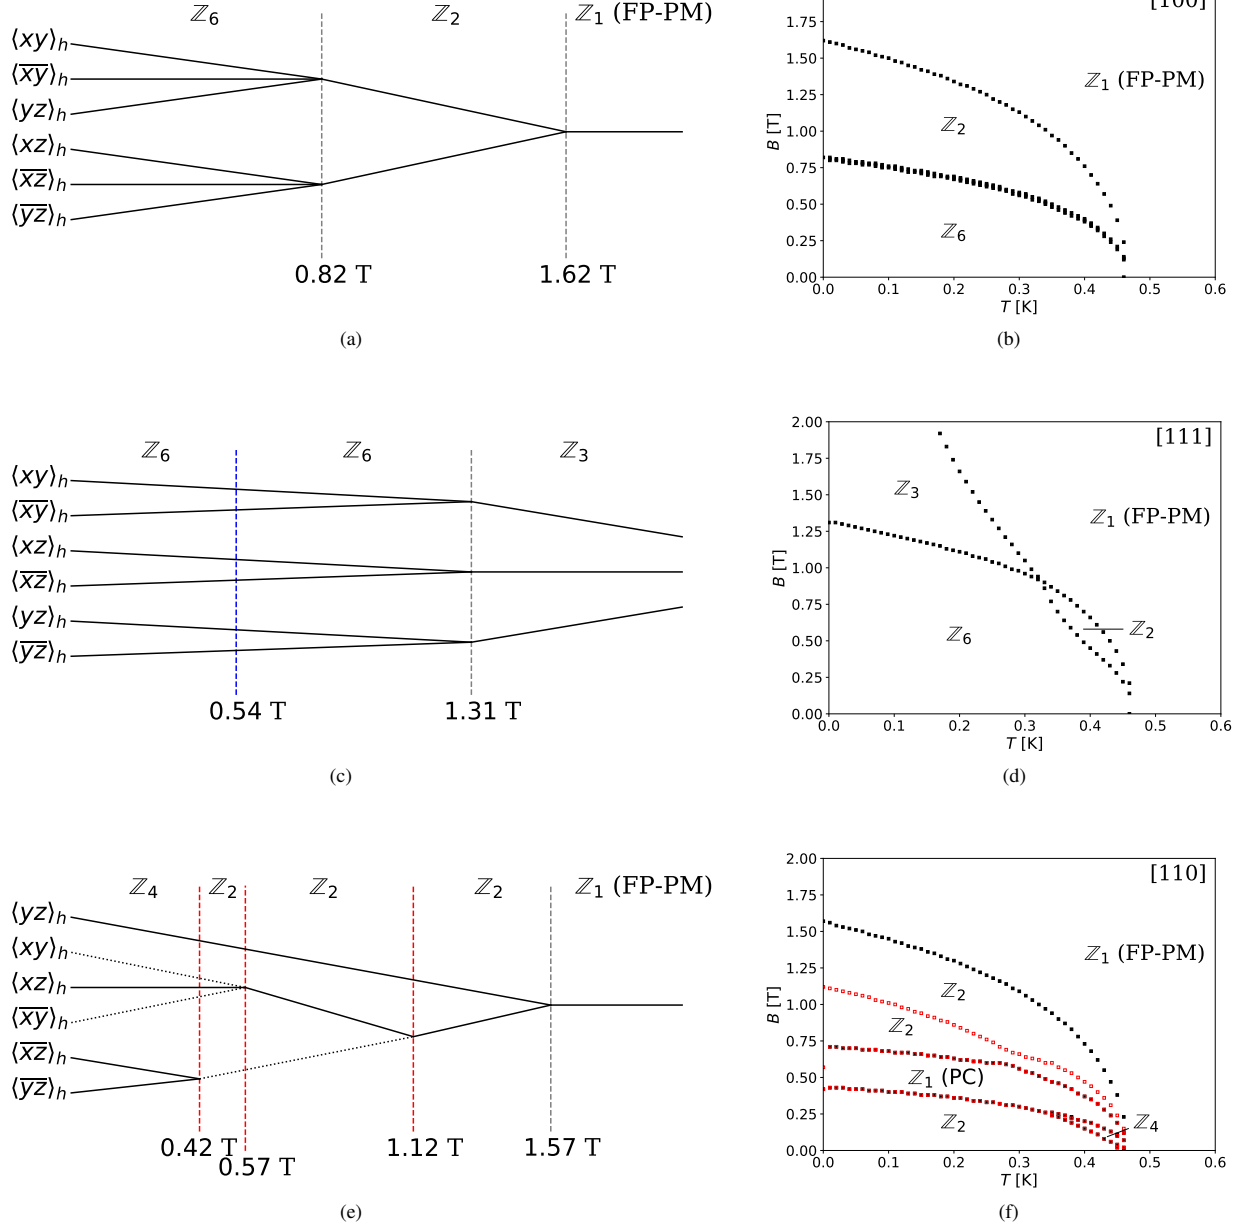 ℤ6 ℤ2 ℤ1 (FP-PM)
⟨xy⟩h
⟨x̅y̅⟩h
⟨yz⟩h
⟨xz⟩h
⟨x̅z̅⟩h
⟨y̅z̅⟩h
0.82 T 1.62 T
(a)
[100]
1.75
1.50
1.25
1.00
0.75
0.50
0.25
0.00
B [T]
ℤ1 (FP-PM)
ℤ2
ℤ6
0.0 0.1 0.2 0.3 0.4 0.5 0.6
T [K]
(b)
ℤ6 ℤ6 ℤ3
⟨xy⟩h
⟨x̅y̅⟩h
⟨xz⟩h
⟨x̅z̅⟩h
⟨yz⟩h
⟨y̅z̅⟩h
0.54 T 1.31 T
(c)
[111]
2.00
1.75
1.50
1.25
1.00
0.75
0.50
0.25
0.00
B [T]
ℤ3
ℤ1 (FP-PM)
ℤ6
ℤ2
0.0 0.1 0.2 0.3 0.4 0.5 0.6
T [K]
(d)
ℤ4 ℤ2 ℤ2 ℤ2 ℤ1 (FP-PM)
⟨yz⟩h
⟨xy⟩h
⟨xz⟩h
⟨x̅y̅⟩h
⟨x̅z̅⟩h
⟨y̅z̅⟩h
0.42 T 1.12 T 1.57 T
0.57 T
(e)
[110]
2.00
1.75
1.50
1.25
1.00
0.75
0.50
0.25
0.00
B [T]
ℤ1 (FP-PM)
ℤ2
ℤ2
ℤ1 (PC)
ℤ2
ℤ4
0.0 0.1 0.2 0.3 0.4 0.5 0.6
T [K]
(f)